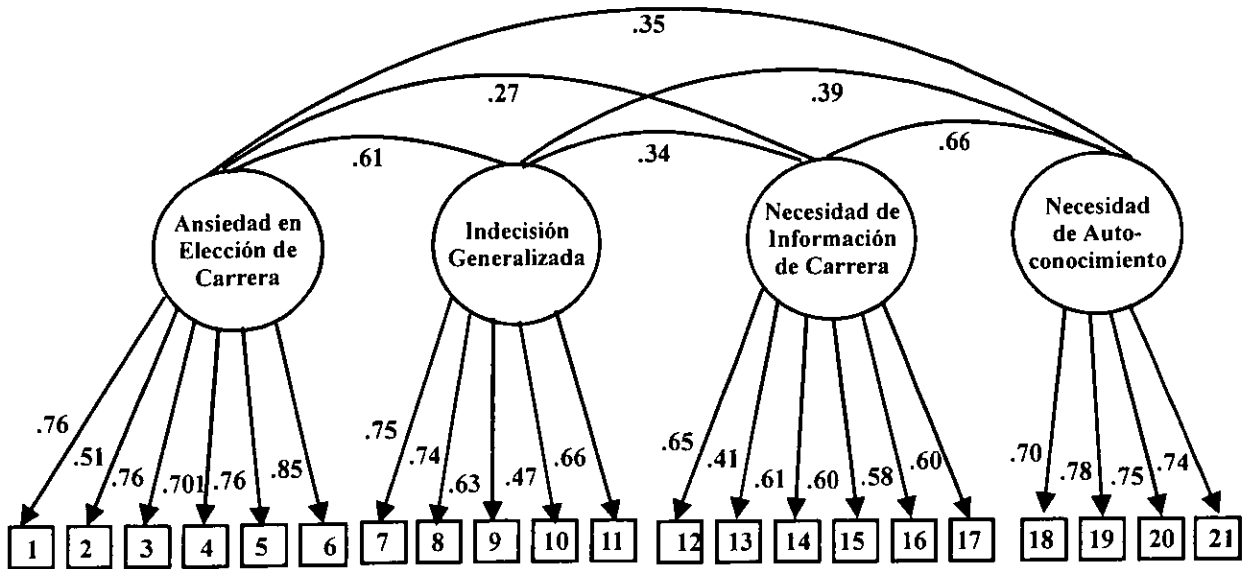 .35
.27
.39
.61
.34
.66
Ansiedad en
Elección de
Carrera
Indecisión
Generalizada
Necesidad de
Información
de Carrera
Necesidad
de Auto-
conocimiento
.76
.51
.76
.701
.76
.85
.75
.74
.63
.47
.66
.65
.41
.61
.60
.58
.60
.70
.78
.75
.74
1 2 3 4 5 6 7 8 9 10 11 12 13 14 15 16 17 18 19 20 21